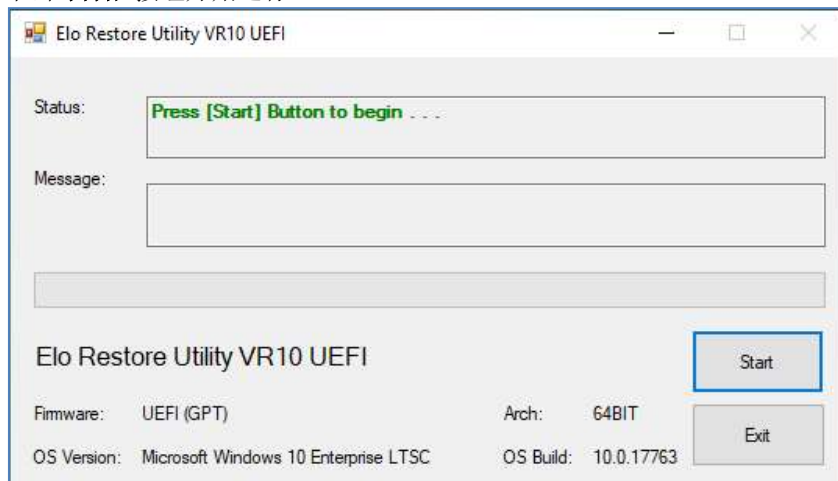 Elo Restore Utility VR10 UEFI
Status:
Press [Start] Button to begin . . .
Message:
Elo Restore Utility VR10 UEFI
Start
Firmware: UEFI (GPT) Arch: 64BIT
Exit
OS Version: Microsoft Windows 10 Enterprise LTSC OS Build: 10.0.17763